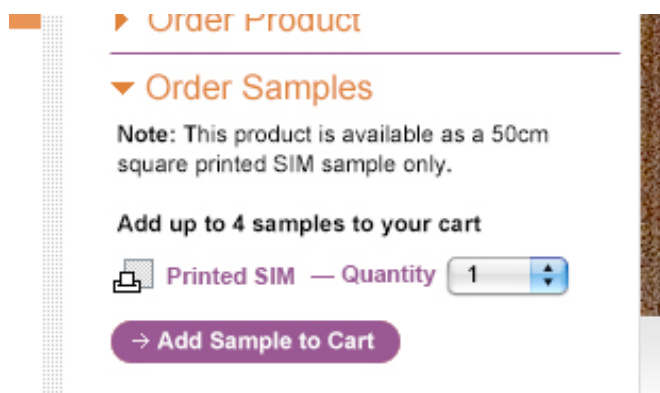 Order Product
Order Samples
Note: This product is available as a 50cm
square printed SIM sample only.
Add up to 4 samples to your cart
Printed SIM — Quantity 1
→ Add Sample to Cart